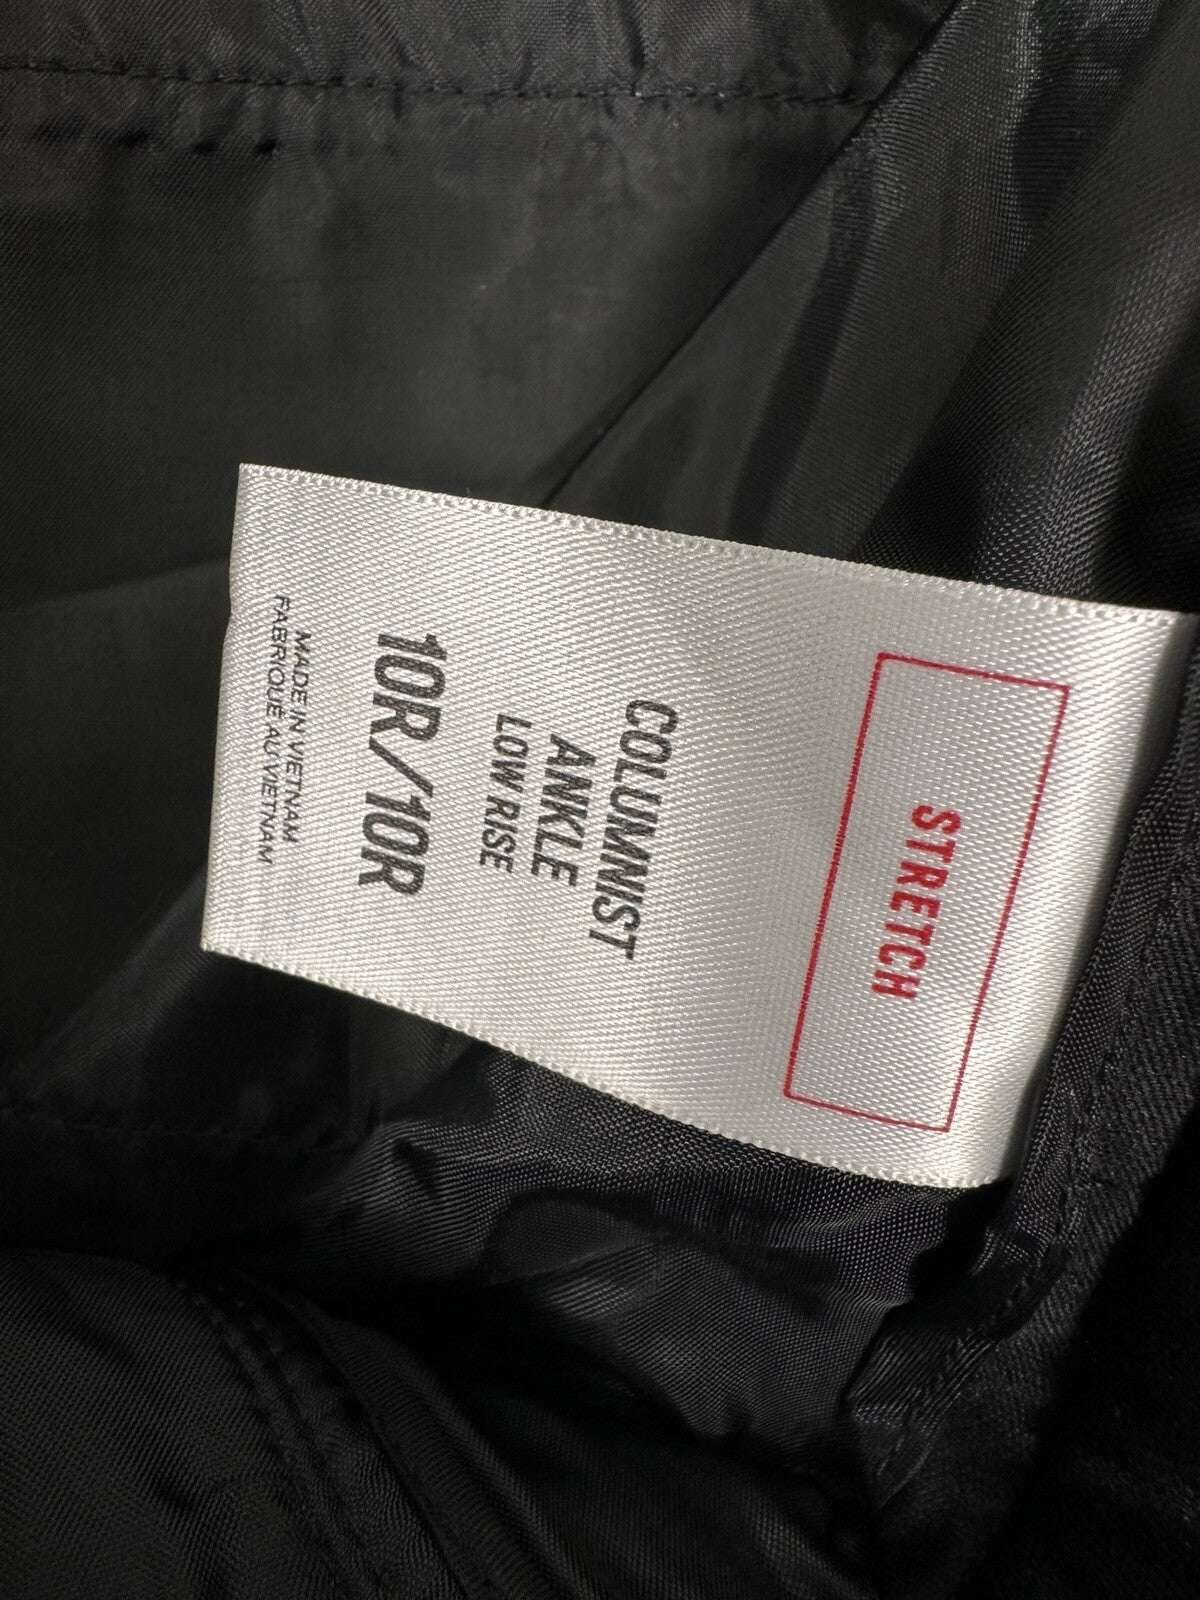 STRETCH
COLUMNIST
ANKLE
LOW RISE
10R/10R
MADE IN VIETNAM
FABRIQUÉ AU VIETNAM